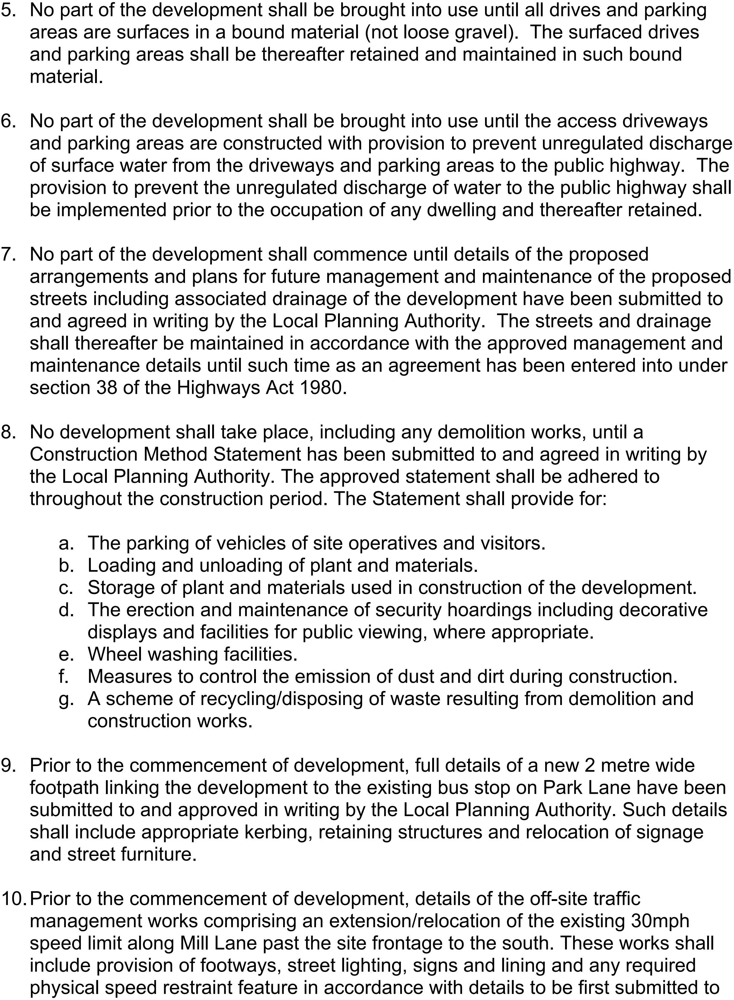 5. No part of the development shall be brought into use until all drives and parking
areas are surfaces in a bound material (not loose gravel).  The surfaced drives
and parking areas shall be thereafter retained and maintained in such bound
material.
6. No part of the development shall be brought into use until the access driveways
and parking areas are constructed with provision to prevent unregulated discharge
of surface water from the driveways and parking areas to the public highway.  The
provision to prevent the unregulated discharge of water to the public highway shall
be implemented prior to the occupation of any dwelling and thereafter retained.
7. No part of the development shall commence until details of the proposed
arrangements and plans for future management and maintenance of the proposed
streets including associated drainage of the development have been submitted to
and agreed in writing by the Local Planning Authority.  The streets and drainage
shall thereafter be maintained in accordance with the approved management and
maintenance details until such time as an agreement has been entered into under
section 38 of the Highways Act 1980.
8. No development shall take place, including any demolition works, until a
Construction Method Statement has been submitted to and agreed in writing by
the Local Planning Authority. The approved statement shall be adhered to
throughout the construction period. The Statement shall provide for:
a. The parking of vehicles of site operatives and visitors.
b. Loading and unloading of plant and materials.
c. Storage of plant and materials used in construction of the development.
d. The erection and maintenance of security hoardings including decorative
displays and facilities for public viewing, where appropriate.
e. Wheel washing facilities.
f. Measures to control the emission of dust and dirt during construction.
g. A scheme of recycling/disposing of waste resulting from demolition and
construction works.
9. Prior to the commencement of development, full details of a new 2 metre wide
footpath linking the development to the existing bus stop on Park Lane have been
submitted to and approved in writing by the Local Planning Authority. Such details
shall include appropriate kerbing, retaining structures and relocation of signage
and street furniture.
10. Prior to the commencement of development, details of the off-site traffic
management works comprising an extension/relocation of the existing 30mph
speed limit along Mill Lane past the site frontage to the south. These works shall
include provision of footways, street lighting, signs and lining and any required
physical speed restraint feature in accordance with details to be first submitted to